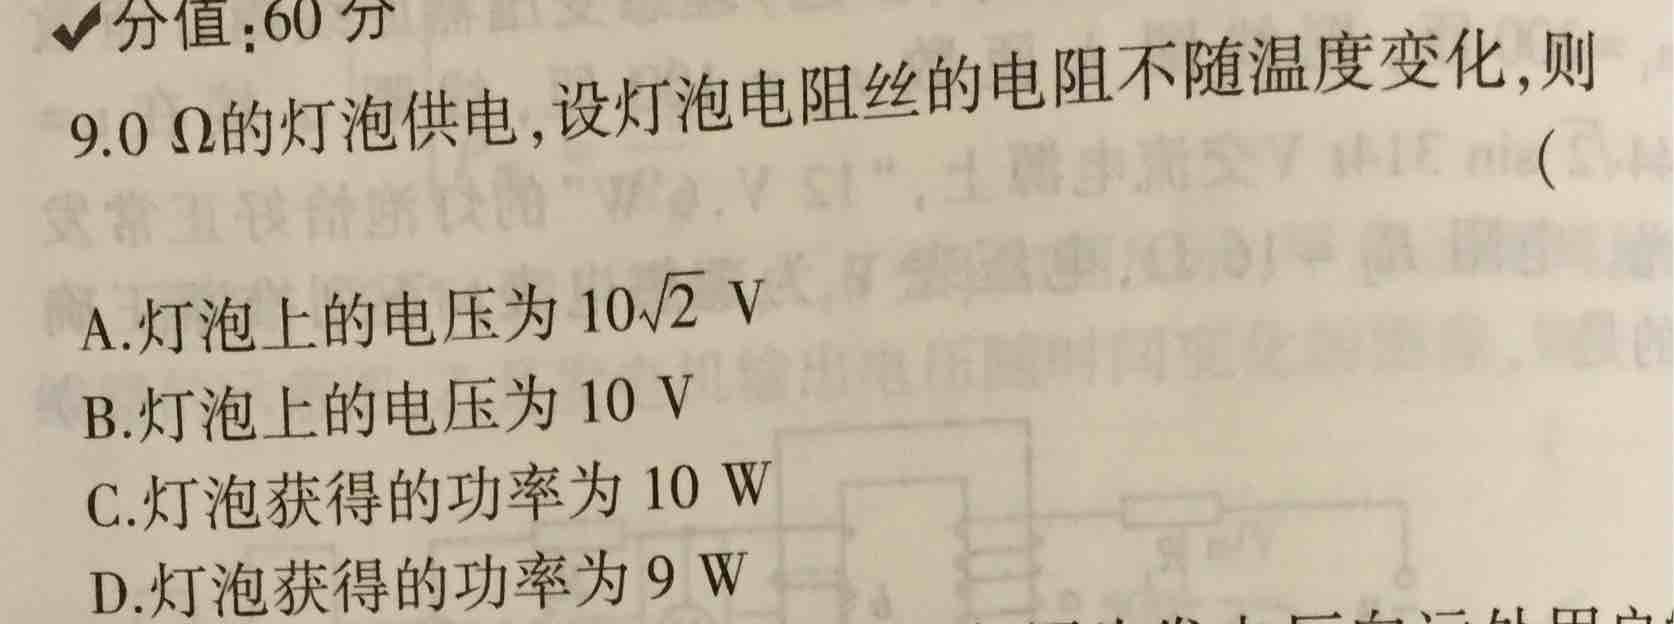 ✔分值:60 分
9.0 Ω的灯泡供电,设灯泡电阻丝的电阻不随温度变化,则
(
A.灯泡上的电压为 10√2 V
B.灯泡上的电压为 10 V
C.灯泡获得的功率为 10 W
D.灯泡获得的功率为 9 W